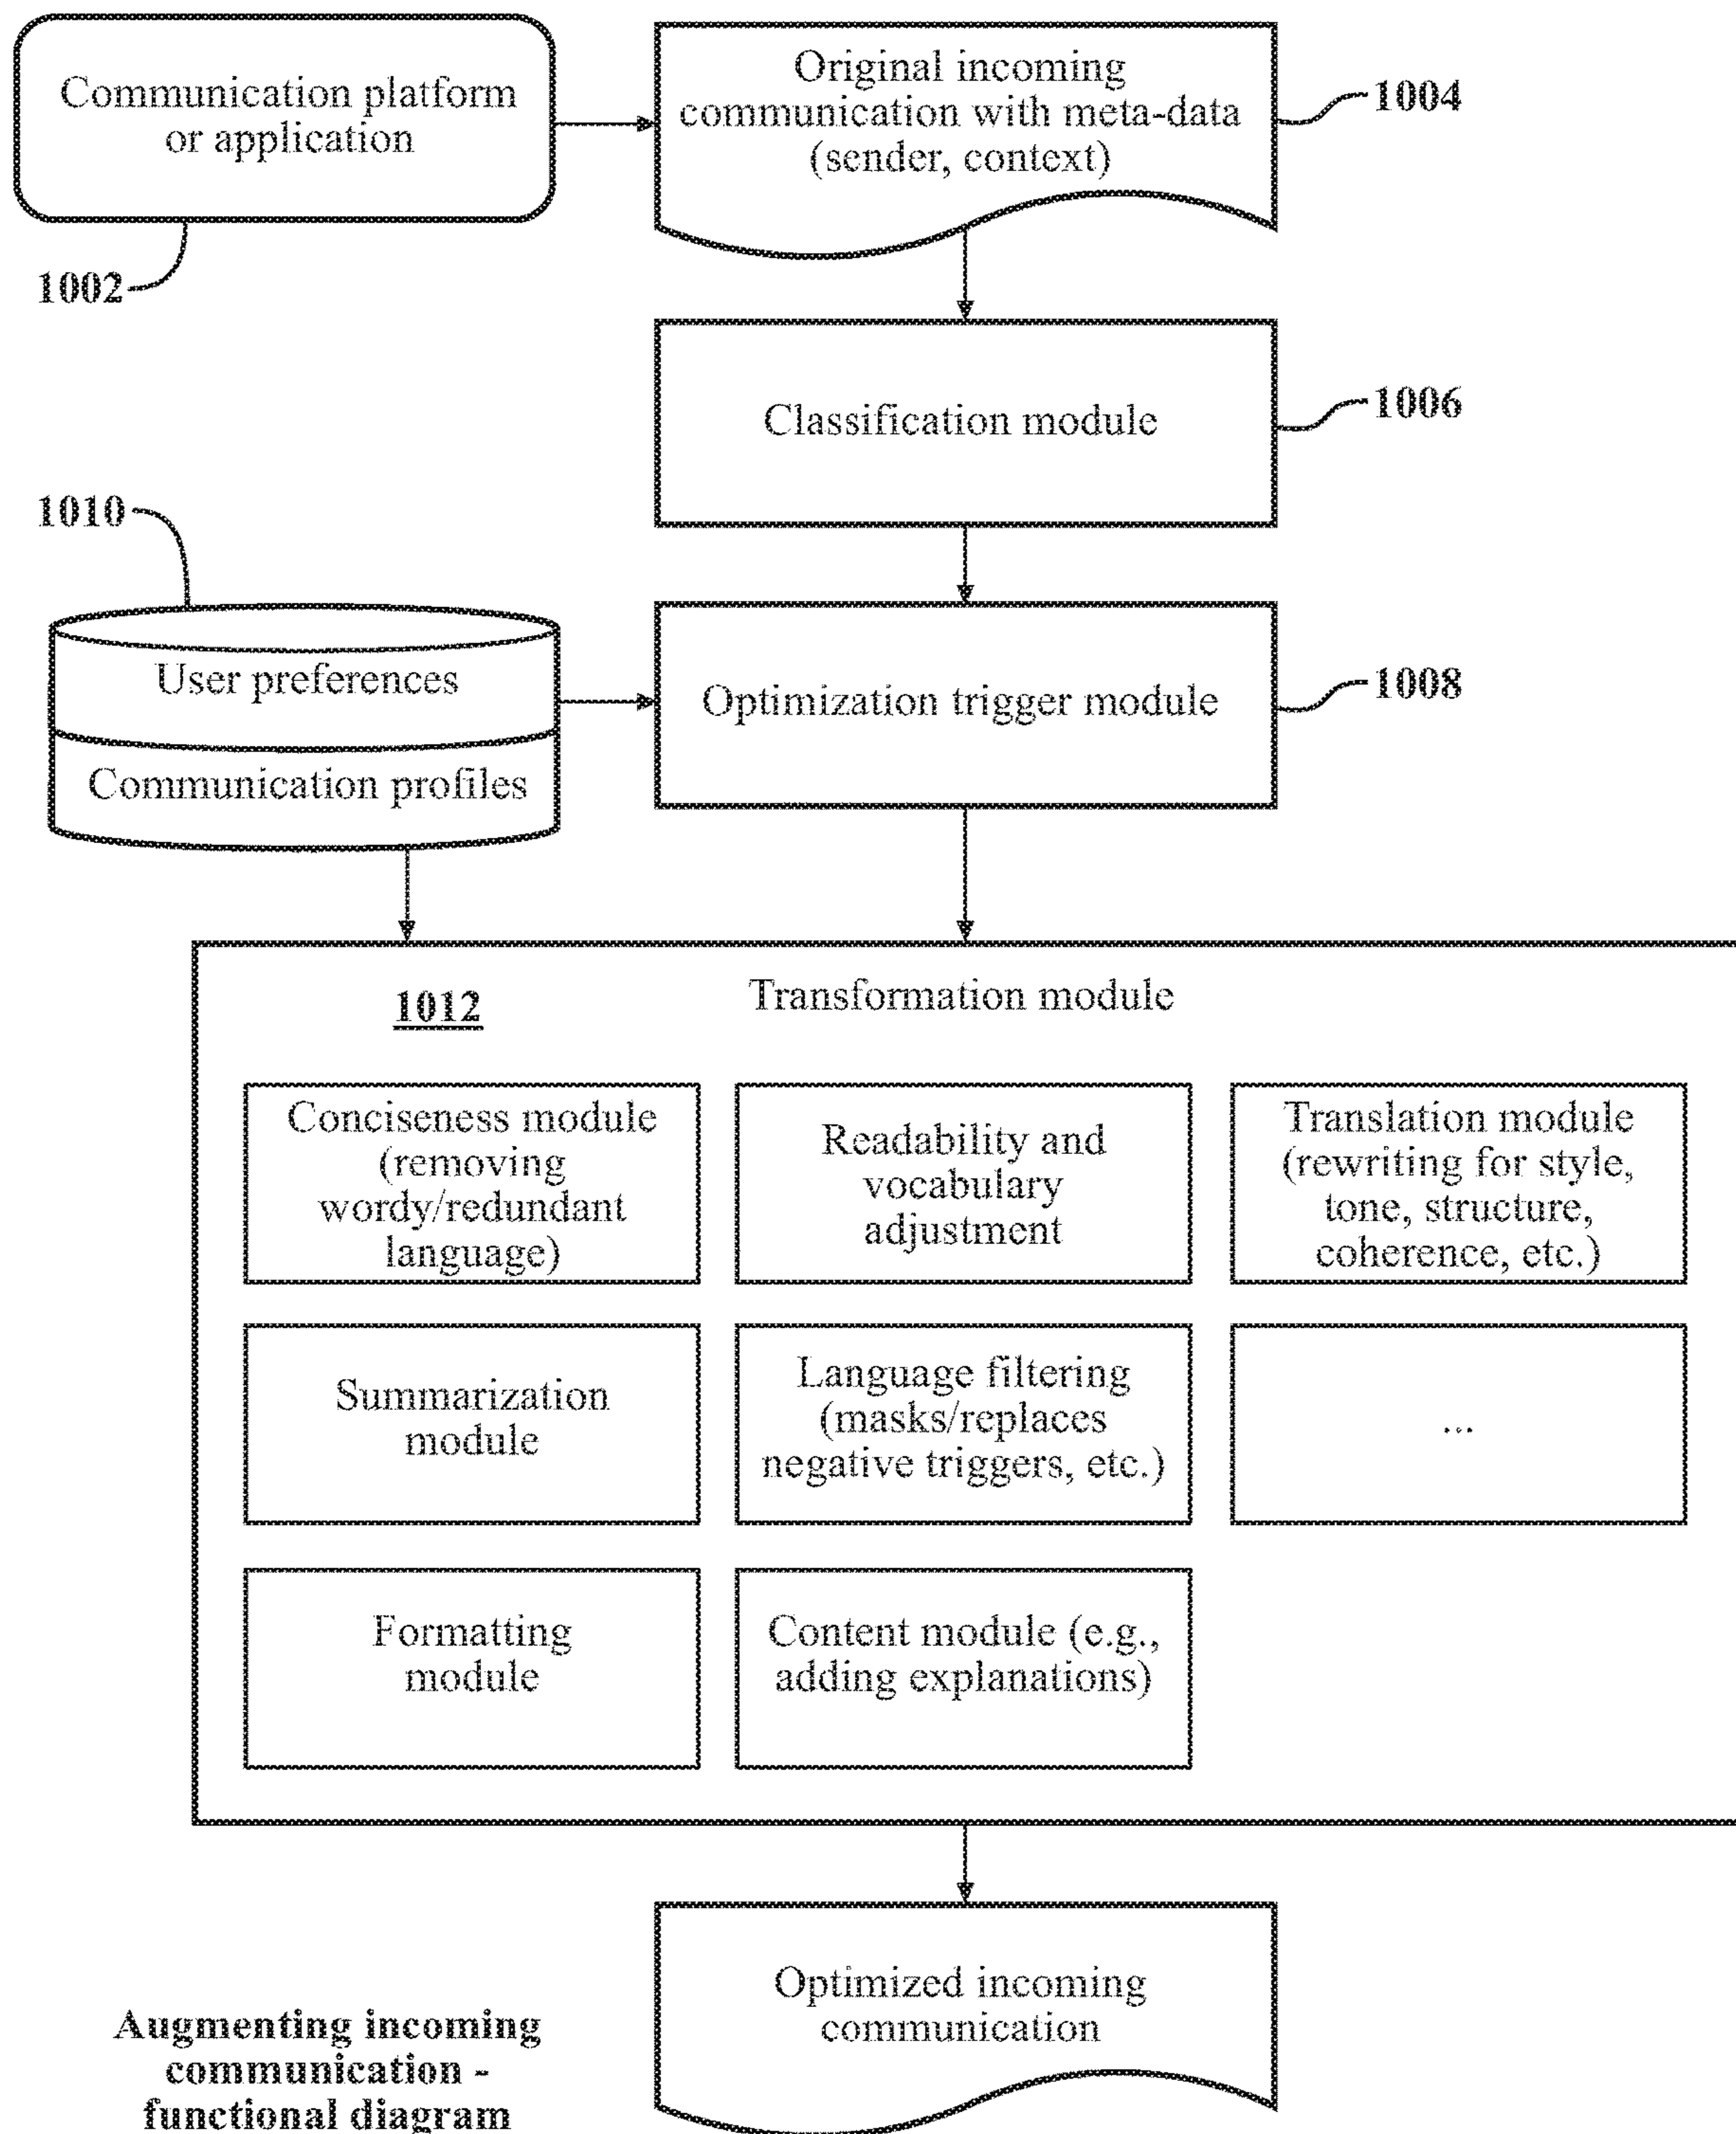 Communication platform
or application
1002
Original incoming
communication with meta-data
(sender, context)
1004
Classification module
1006
1010
User preferences
Communication profiles
Optimization trigger module
1008
1012
Transformation module
Conciseness module
(removing
wordy/redundant
language)
Readability and
vocabulary
adjustment
Translation module
(rewriting for style,
tone, structure,
coherence, etc.)
Summarization
module
Language filtering
(masks/replaces
negative triggers, etc.)
...
Formatting
module
Content module (e.g.,
adding explanations)
Optimized incoming
communication
Augmenting incoming
communication -
functional diagram